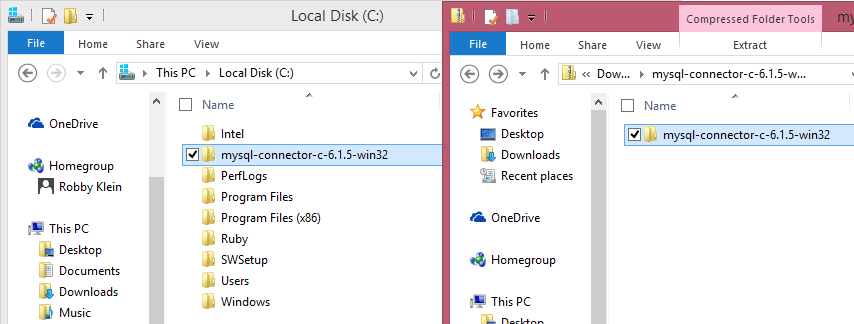 Local Disk (C:)
File
Home
Share
View
This PC
Local Disk (C:)
Name
OneDrive
Homegroup
Robby Klein
This PC
Desktop
Documents
Downloads
Music
Intel
mysql-connector-c-6.1.5-win32
PerfLogs
Program Files
Program Files (x86)
Ruby
SWSetup
Users
Windows
Compressed Folder Tools
my
File
Home
Share
View
Extract
Dow...
mysql-connector-c-6.1.5-w...
Name
Favorites
Desktop
Downloads
Recent places
OneDrive
Homegroup
This PC
Desktop
mysql-connector-c-6.1.5-win32